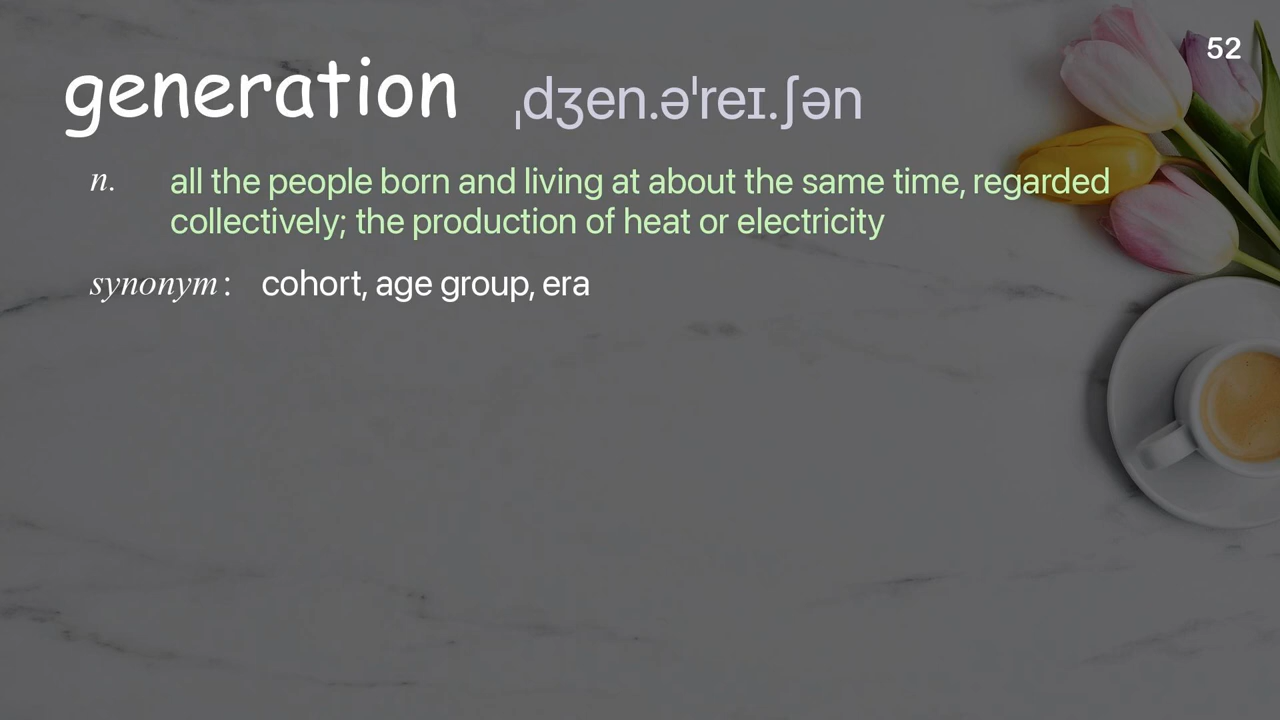 52
generation ˌdʒen.əˈreɪ.ʃən
n. all the people born and living at about the same time, regarded
collectively; the production of heat or electricity
synonym: cohort, age group, era